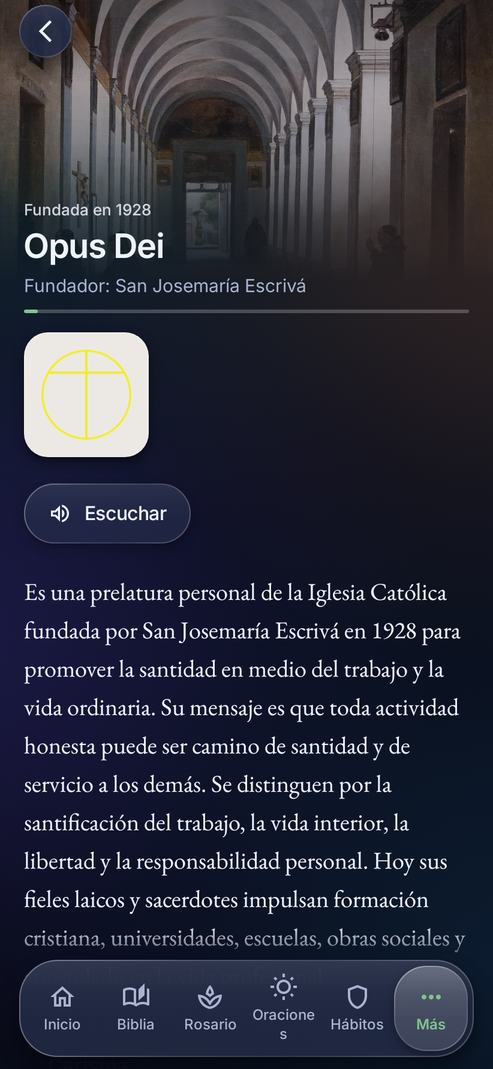 Fundada en 1928
Opus Dei
Fundador: San Josemaría Escrivá
Escuchar
Es una prelatura personal de la Iglesia Católica
fundada por San Josemaría Escrivá en 1928 para
promover la santidad en medio del trabajo y la
vida ordinaria. Su mensaje es que toda actividad
honesta puede ser camino de santidad y de
servicio a los demás. Se distinguen por la
santificación del trabajo, la vida interior, la
libertad y la responsabilidad personal. Hoy sus
fieles laicos y sacerdotes impulsan formación
cristiana, universidades, escuelas, obras sociales y
Inicio
Biblia
Rosario
Oracione
s
Hábitos
Más